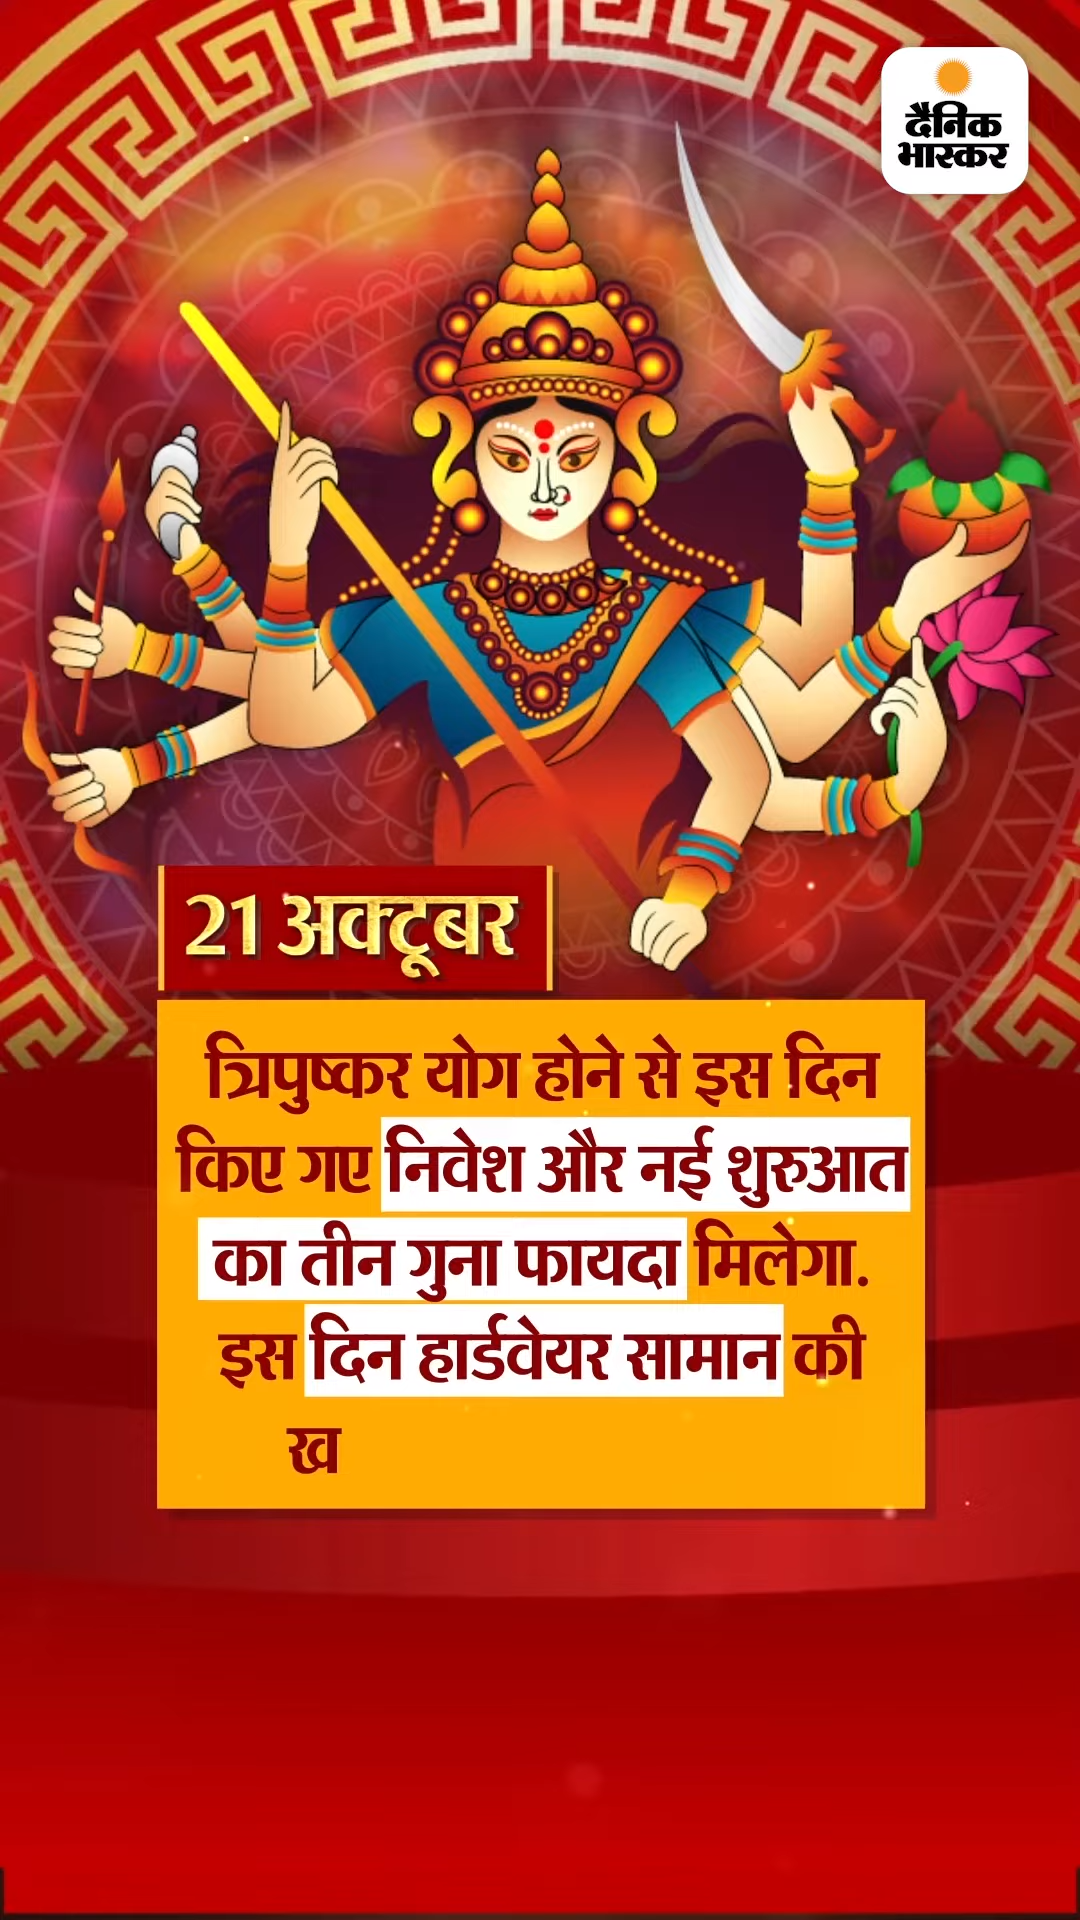 दैनिक
भास्कर
21 अक्टूबर
त्रिपुष्कर योग होने से इस दिन
किए गए निवेश और नई शुरुआत
का तीन गुना फायदा मिलेगा.
इस दिन हार्डवेयर सामान की
ख